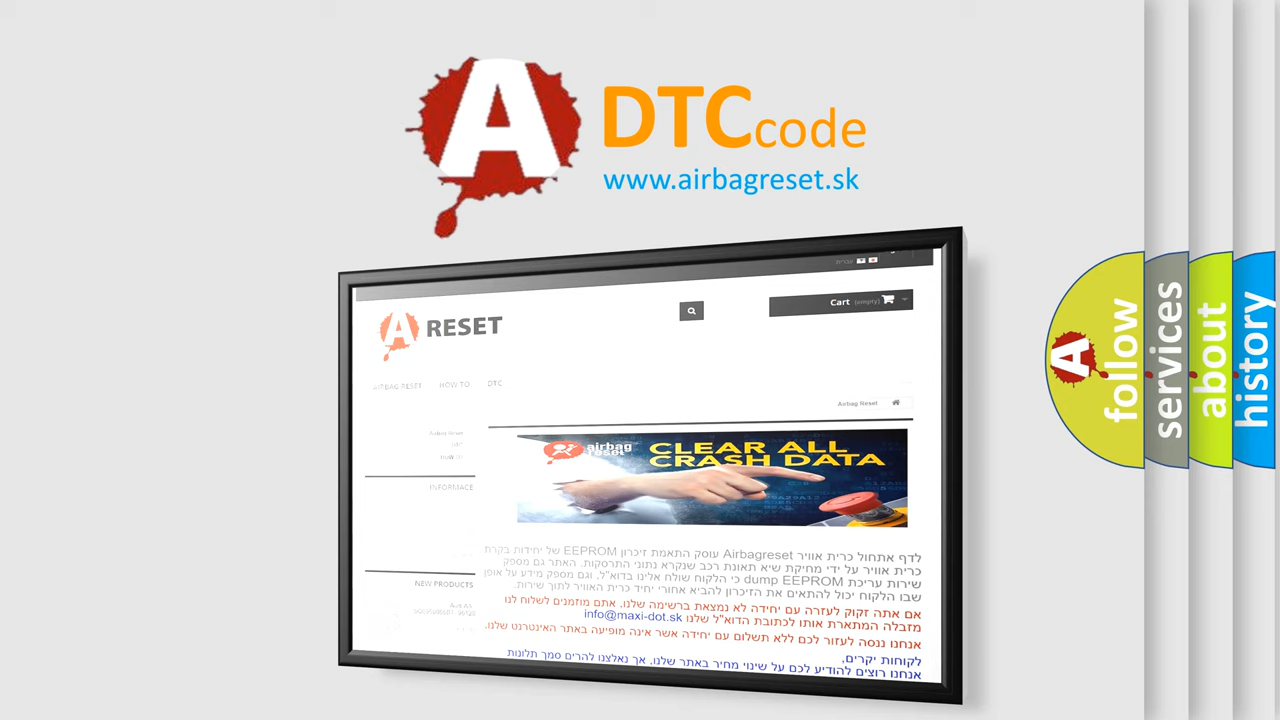 A DTCcode
www.airbagreset.sk
Cart (empty)
A RESET
AIRBAG RESET HOW TO DTC
Airbag Reset
Airbag Reset
HOW TO
INFORMACE
NEW PRODUCTS
airbag reset
CLEAR ALL
CRASH DATA
לדף אתחול כרית אוויר Airbagreset עוסק התאמת זיכרון EEPROM של יחידות בקרת
כרית אוויר על ידי מחיקת שיא תאונת רכב שנקרא נתוני התרסקות. האתר גם מספק
שירות עריכת dump EEPROM כי הלקוח שולח אלינו בדוא"ל, וגם מספק מידע על אופן
שבו הלקוח יכול להתאים את הזיכרון להביא אחורי יחיד כרית האוויר לתוך שירות.
אם אתה זקוק לעזרה עם יחידה לא נמצאת ברשימה שלנו, אתם מוזמנים לשלוח לנו
מזבלה המתארת אותו לכתובת הדוא"ל שלנו info@maxi-dot.sk
אנחנו ננסה לעזור לכם ללא תשלום עם יחידה אשר אינה מופיעה באתר האינטרנט שלנו.
לקוחות יקרים,
אנחנו רוצים להודיע לכם על שינוי מחיר באתר שלנו, אך נאלצנו להרים סמך תלונות
A follow
services
about
history